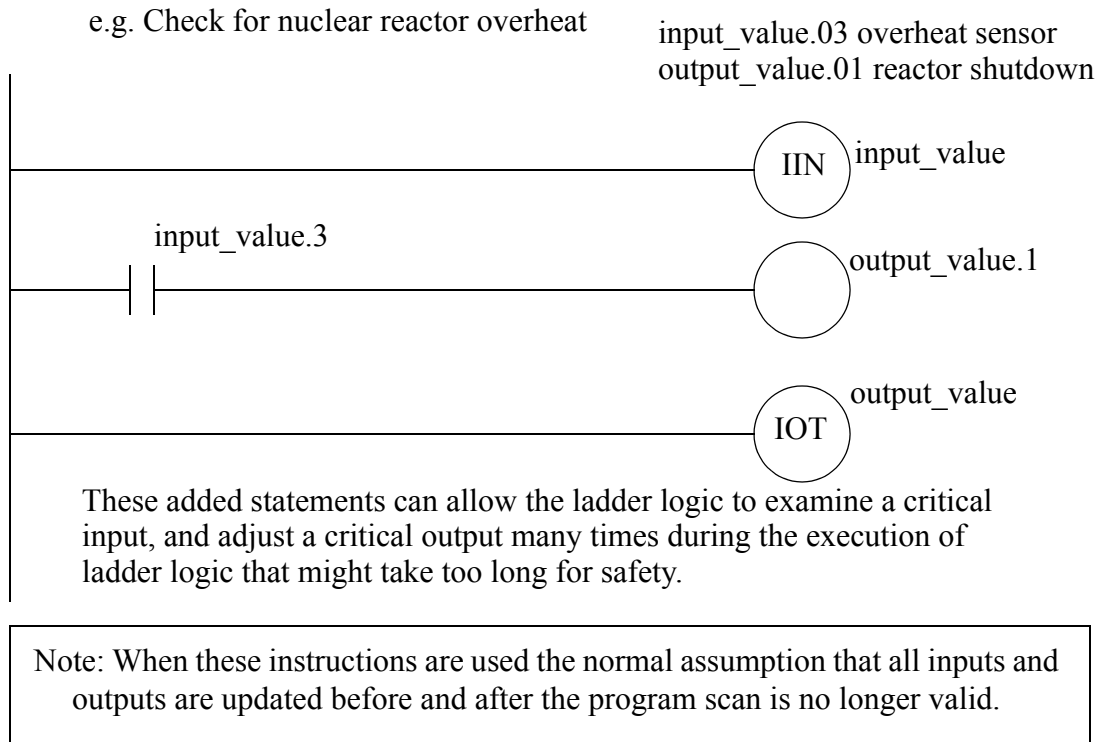 e.g. Check for nuclear reactor overheat
input_value.03 overheat sensor
output_value.01 reactor shutdown
IIN
input_value
input_value.3
output_value.1
output_value
IOT
These added statements can allow the ladder logic to examine a critical
input, and adjust a critical output many times during the execution of
ladder logic that might take too long for safety.
Note: When these instructions are used the normal assumption that all inputs and
outputs are updated before and after the program scan is no longer valid.